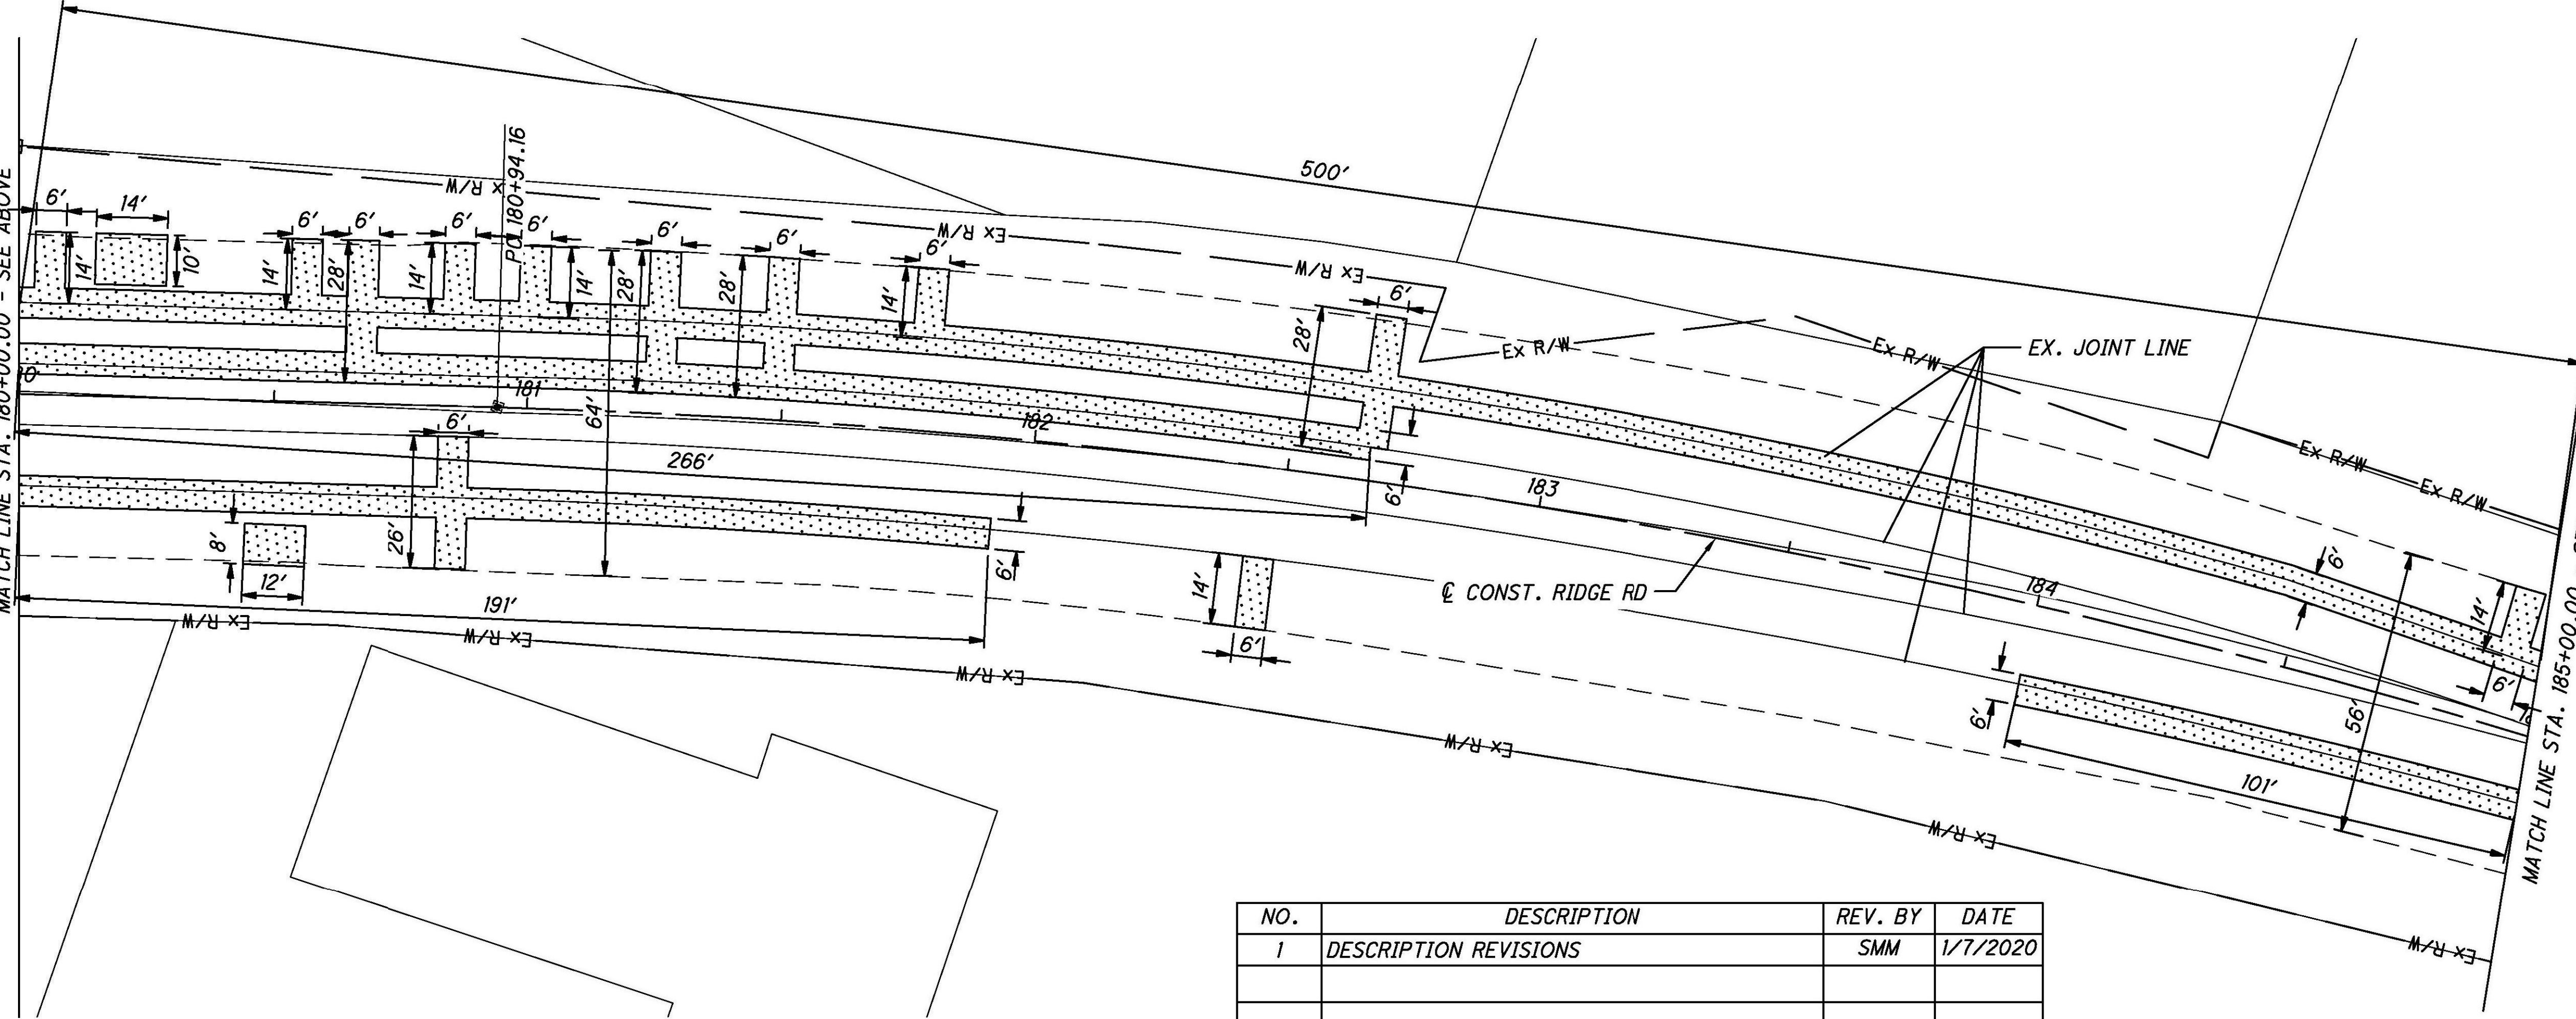 500'
MATCH LINE STA. 180+00.00 - SEE ABOVE
PC 180+94.16
Ex R/W
Ex R/W
Ex R/W
Ex R/W
Ex R/W
Ex R/W
Ex R/W
6'
14'
6'
6'
6'
6'
6'
6'
6'
6'
14'
10'
14'
28'
14'
14'
28'
28'
14'
28'
EX. JOINT LINE
181
182
183
184
64'
6'
266'
6'
26'
8'
12'
6'
191'
14'
6'
℄ CONST. RIDGE RD
6'
14'
6'
56'
6'
101'
MATCH LINE STA. 185+00.00
Ex R/W
Ex R/W
Ex R/W
Ex R/W
Ex R/W
Ex R/W
NO. DESCRIPTION REV. BY DATE
1 DESCRIPTION REVISIONS SMM 1/7/2020